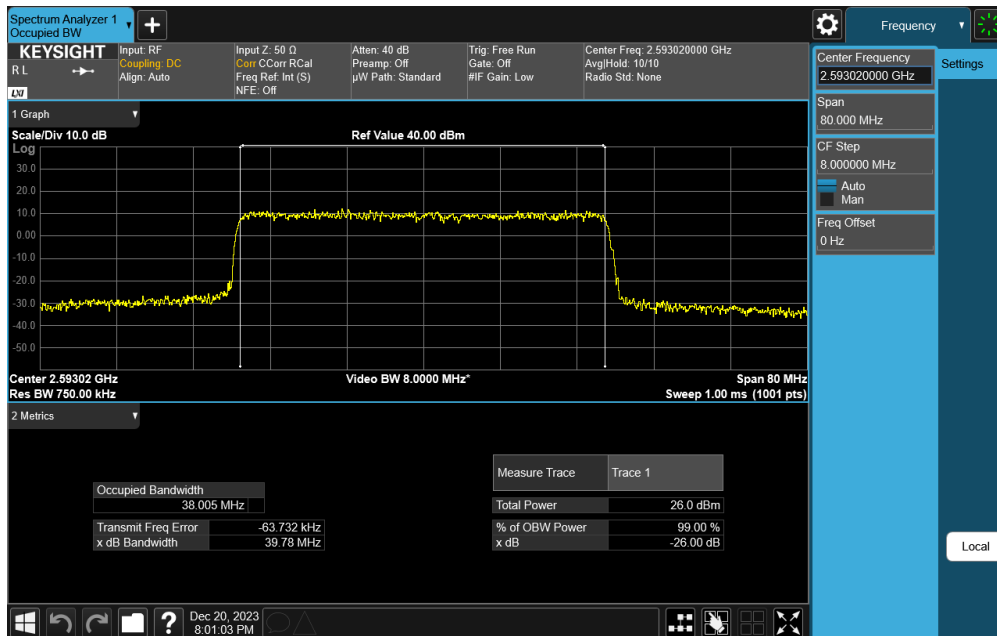 Spectrum Analyzer 1
Occupied BW
Frequency
KEYSIGHT
R L
LXI
Input: RF
Coupling: DC
Align: Auto
Input Z: 50 Ω
Corr CCorr RCal
Freq Ref: Int (S)
NFE: Off
Atten: 40 dB
Preamp: Off
µW Path: Standard
Trig: Free Run
Gate: Off
#IF Gain: Low
Center Freq: 2.593020000 GHz
Avg|Hold: 10/10
Radio Std: None
Center Frequency
2.593020000 GHz
Settings
Span
80.000 MHz
CF Step
8.000000 MHz
Auto
Man
Freq Offset
0 Hz
1 Graph
Scale/Div 10.0 dB
Ref Value 40.00 dBm
Log
30.0
20.0
10.0
0.00
-10.0
-20.0
-30.0
-40.0
-50.0
Center 2.59302 GHz
Video BW 8.0000 MHz*
Span 80 MHz
Res BW 750.00 kHz
Sweep 1.00 ms (1001 pts)
2 Metrics
Measure Trace Trace 1
Occupied Bandwidth
38.005 MHz
Total Power 26.0 dBm
Transmit Freq Error -63.732 kHz
% of OBW Power 99.00 %
x dB Bandwidth 39.78 MHz
x dB -26.00 dB
Local
?
Dec 20, 2023
8:01:03 PM